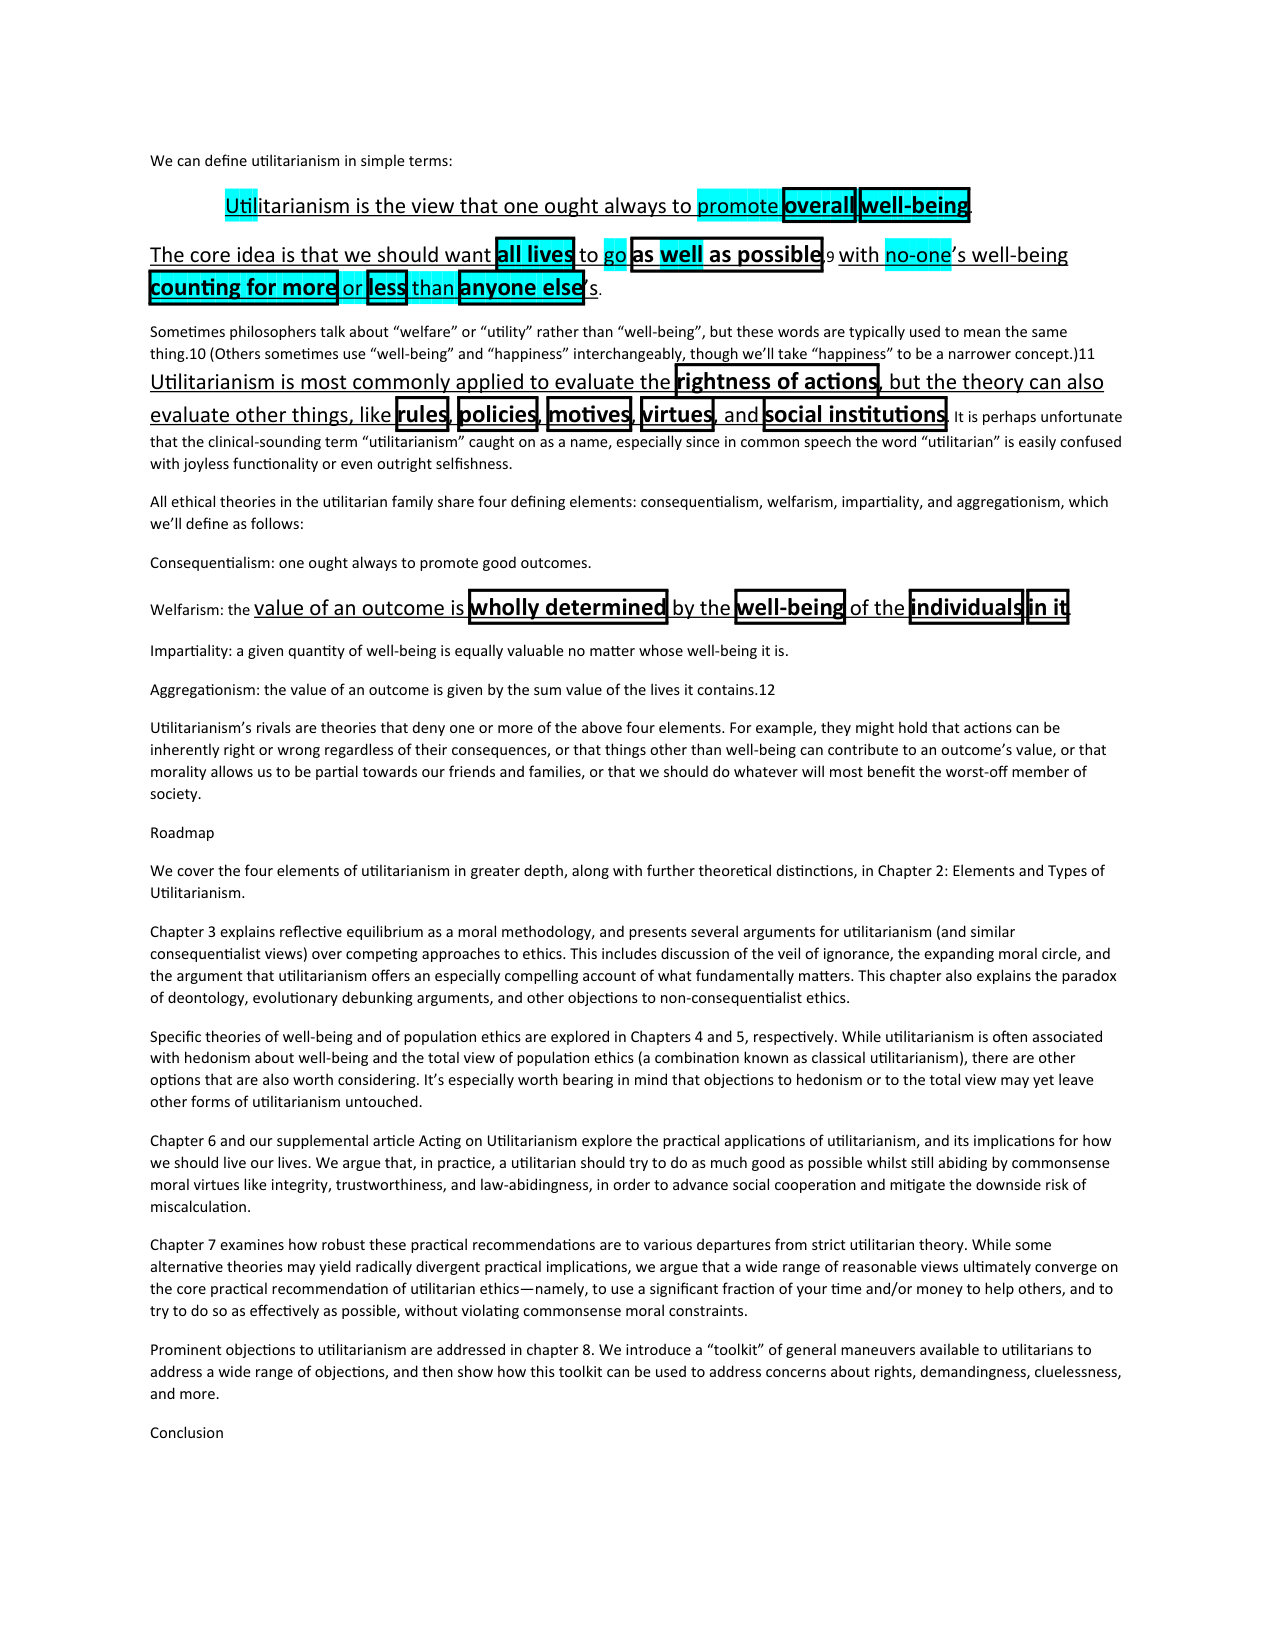 We can define utilitarianism in simple terms:
Utilitarianism is the view that one ought always to promote overall well-being.
The core idea is that we should want all lives to go as well as possible,9 with no-one’s well-being
counting for more or less than anyone else’s.
Sometimes philosophers talk about “welfare” or “utility” rather than “well-being”, but these words are typically used to mean the same
thing.10 (Others sometimes use “well-being” and “happiness” interchangeably, though we’ll take “happiness” to be a narrower concept.)11
Utilitarianism is most commonly applied to evaluate the rightness of actions, but the theory can also
evaluate other things, like rules, policies, motives, virtues, and social institutions. It is perhaps unfortunate
that the clinical-sounding term “utilitarianism” caught on as a name, especially since in common speech the word “utilitarian” is easily confused
with joyless functionality or even outright selfishness.
All ethical theories in the utilitarian family share four defining elements: consequentialism, welfarism, impartiality, and aggregationism, which
we’ll define as follows:
Consequentialism: one ought always to promote good outcomes.
Welfarism: the value of an outcome is wholly determined by the well-being of the individuals in it.
Impartiality: a given quantity of well-being is equally valuable no matter whose well-being it is.
Aggregationism: the value of an outcome is given by the sum value of the lives it contains.12
Utilitarianism’s rivals are theories that deny one or more of the above four elements. For example, they might hold that actions can be
inherently right or wrong regardless of their consequences, or that things other than well-being can contribute to an outcome’s value, or that
morality allows us to be partial towards our friends and families, or that we should do whatever will most benefit the worst-off member of
society.
Roadmap
We cover the four elements of utilitarianism in greater depth, along with further theoretical distinctions, in Chapter 2: Elements and Types of
Utilitarianism.
Chapter 3 explains reflective equilibrium as a moral methodology, and presents several arguments for utilitarianism (and similar
consequentialist views) over competing approaches to ethics. This includes discussion of the veil of ignorance, the expanding moral circle, and
the argument that utilitarianism offers an especially compelling account of what fundamentally matters. This chapter also explains the paradox
of deontology, evolutionary debunking arguments, and other objections to non-consequentialist ethics.
Specific theories of well-being and of population ethics are explored in Chapters 4 and 5, respectively. While utilitarianism is often associated
with hedonism about well-being and the total view of population ethics (a combination known as classical utilitarianism), there are other
options that are also worth considering. It’s especially worth bearing in mind that objections to hedonism or to the total view may yet leave
other forms of utilitarianism untouched.
Chapter 6 and our supplemental article Acting on Utilitarianism explore the practical applications of utilitarianism, and its implications for how
we should live our lives. We argue that, in practice, a utilitarian should try to do as much good as possible whilst still abiding by commonsense
moral virtues like integrity, trustworthiness, and law-abidingness, in order to advance social cooperation and mitigate the downside risk of
miscalculation.
Chapter 7 examines how robust these practical recommendations are to various departures from strict utilitarian theory. While some
alternative theories may yield radically divergent practical implications, we argue that a wide range of reasonable views ultimately converge on
the core practical recommendation of utilitarian ethics—namely, to use a significant fraction of your time and/or money to help others, and to
try to do so as effectively as possible, without violating commonsense moral constraints.
Prominent objections to utilitarianism are addressed in chapter 8. We introduce a “toolkit” of general maneuvers available to utilitarians to
address a wide range of objections, and then show how this toolkit can be used to address concerns about rights, demandingness, cluelessness,
and more.
Conclusion